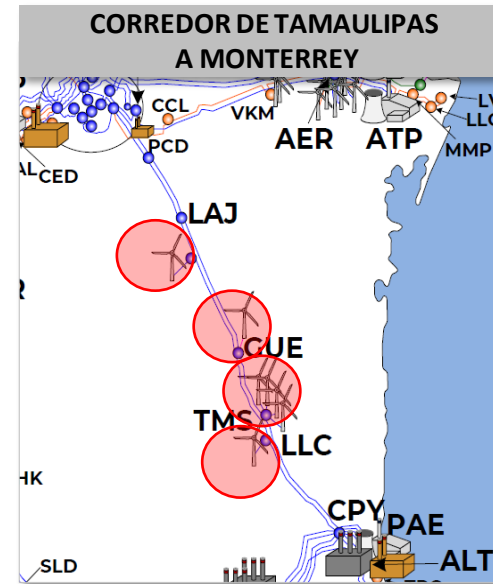 CORREDOR DE TAMAULIPAS
A MONTERREY
CCL
VKM
LV
LLC
AER
ATP
MMP
PCD
AL
CED
LAJ
R
GUE
TMS
LLC
HK
CPY
PAE
ALT
SLD